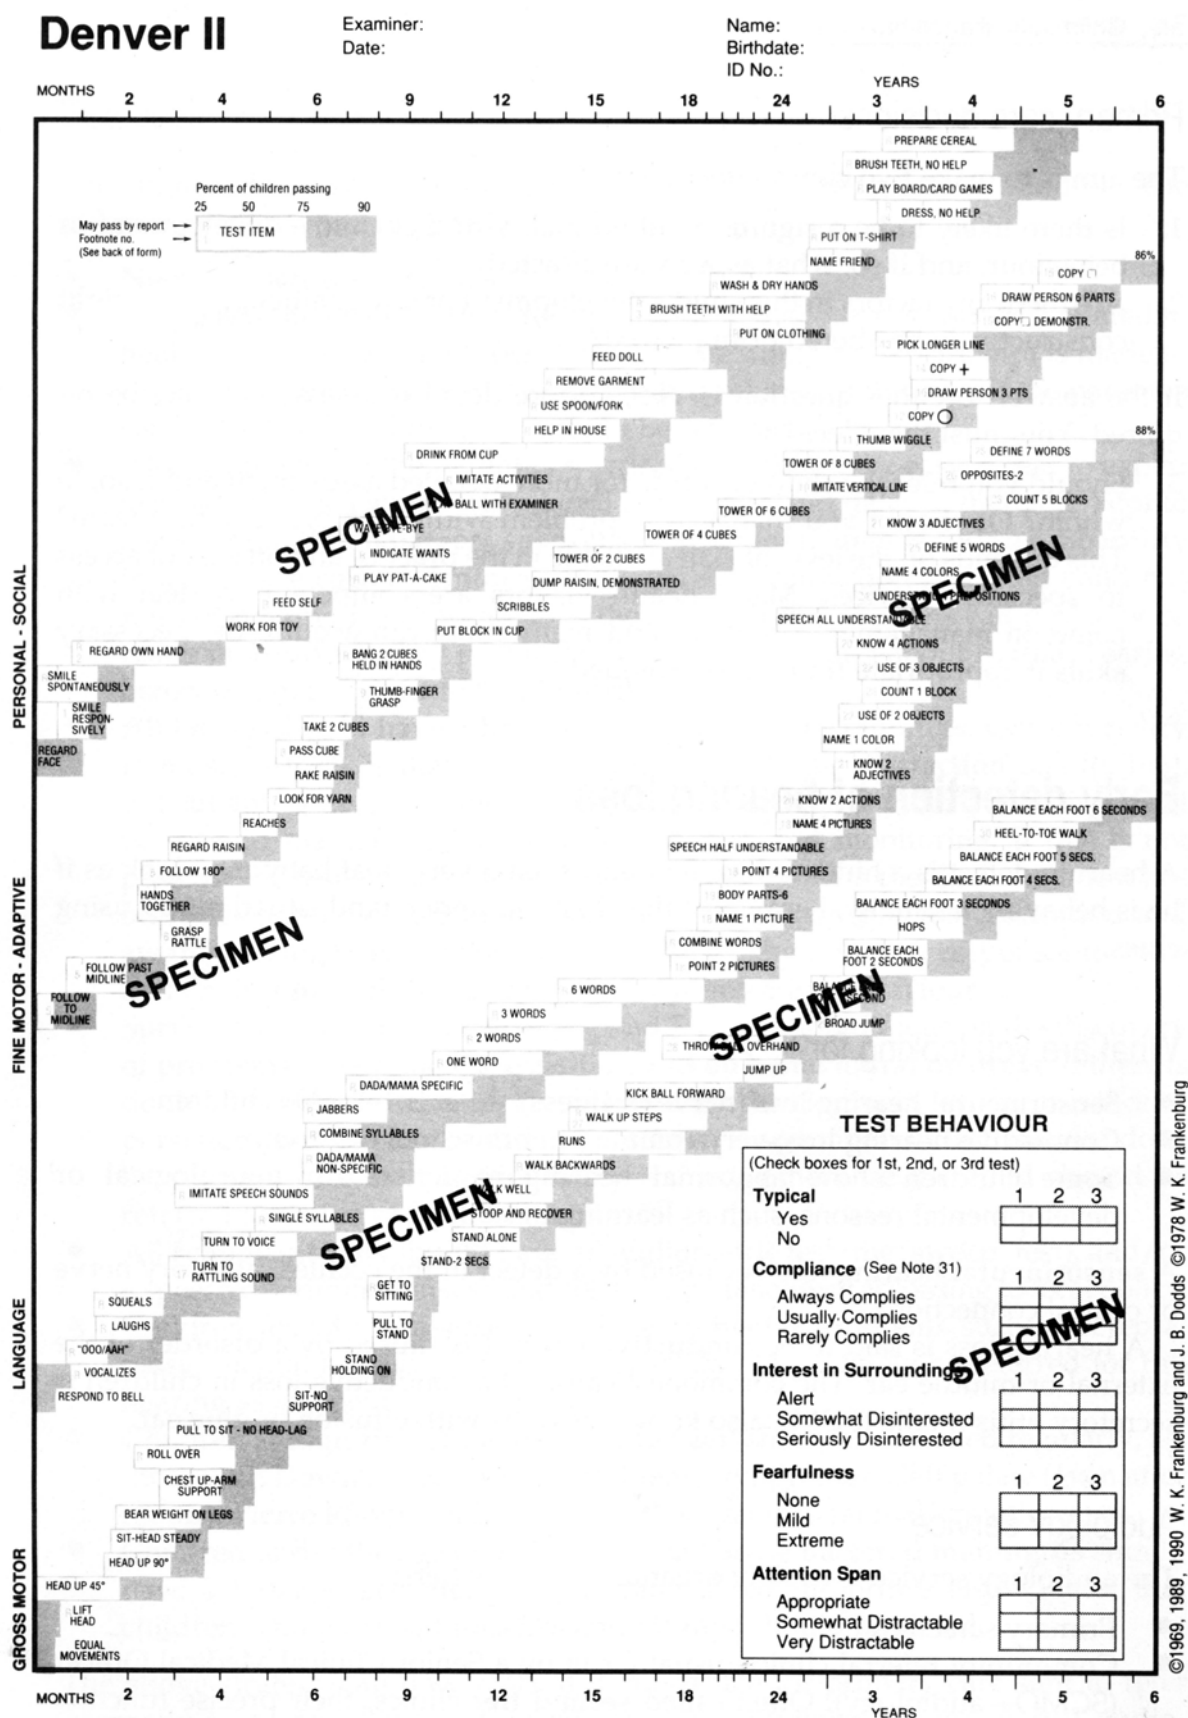 Denver II
Examiner:
Date:
Name:
Birthdate:
ID No.:
MONTHS
YEARS
2 4 6 9 12 15 18 24 3 4 5 6
Percent of children passing
25 50 75 90
May pass by report
Footnote no.
(See back of form)
TEST ITEM
PERSONAL - SOCIAL
PREPARE CEREAL
BRUSH TEETH, NO HELP
PLAY BOARD/CARD GAMES
DRESS, NO HELP
PUT ON T-SHIRT
NAME FRIEND
WASH & DRY HANDS
BRUSH TEETH WITH HELP
PUT ON CLOTHING
FEED DOLL
REMOVE GARMENT
USE SPOON/FORK
HELP IN HOUSE
DRINK FROM CUP
IMITATE ACTIVITIES
BALL WITH EXAMINER
SPECIMEN
INDICATE WANTS
PLAY PAT-A-CAKE
FEED SELF
WORK FOR TOY
REGARD OWN HAND
SMILE
SPONTANEOUSLY
SMILE
RESPON-
SIVELY
REGARD
FACE
FINE MOTOR - ADAPTIVE
86%
COPY □
DRAW PERSON 6 PARTS
COPY □ DEMONSTR.
PICK LONGER LINE
COPY +
DRAW PERSON 3 PTS
COPY ◯
THUMB WIGGLE
TOWER OF 8 CUBES
IMITATE VERTICAL LINE
TOWER OF 6 CUBES
TOWER OF 4 CUBES
TOWER OF 2 CUBES
DUMP RAISIN, DEMONSTRATED
SCRIBBLES
PUT BLOCK IN CUP
BANG 2 CUBES
HELD IN HANDS
THUMB-FINGER
GRASP
TAKE 2 CUBES
PASS CUBE
RAKE RAISIN
LOOK FOR YARN
REACHES
REGARD RAISIN
FOLLOW 180°
HANDS
TOGETHER
GRASP
RATTLE
FOLLOW PAST
MIDLINE
FOLLOW
TO
MIDLINE
SPECIMEN
LANGUAGE
88%
DEFINE 7 WORDS
OPPOSITES-2
COUNT 5 BLOCKS
KNOW 3 ADJECTIVES
DEFINE 5 WORDS
NAME 4 COLORS
PREPOSITIONS
SPECIMEN
SPEECH ALL UNDERSTANDABLE
KNOW 4 ACTIONS
USE OF 3 OBJECTS
COUNT 1 BLOCK
USE OF 2 OBJECTS
NAME 1 COLOR
KNOW 2
ADJECTIVES
KNOW 2 ACTIONS
NAME 4 PICTURES
SPEECH HALF UNDERSTANDABLE
POINT 4 PICTURES
BODY PARTS-6
NAME 1 PICTURE
COMBINE WORDS
POINT 2 PICTURES
6 WORDS
3 WORDS
2 WORDS
ONE WORD
DADA/MAMA SPECIFIC
JABBERS
COMBINE SYLLABLES
DADA/MAMA
NON-SPECIFIC
IMITATE SPEECH SOUNDS
SINGLE SYLLABLES
TURN TO VOICE
TURN TO
RATTLING SOUND
SQUEALS
LAUGHS
"OOO/AAH"
VOCALIZES
RESPOND TO BELL
GROSS MOTOR
BALANCE EACH FOOT 6 SECONDS
HEEL-TO-TOE WALK
BALANCE EACH FOOT 5 SECS.
BALANCE EACH FOOT 4 SECS.
BALANCE EACH FOOT 3 SECONDS
HOPS
BALANCE EACH
FOOT 2 SECONDS
SPECIMEN
BROAD JUMP
OVERHAND
JUMP UP
KICK BALL FORWARD
WALK UP STEPS
RUNS
WALK BACKWARDS
WELL
STOOP AND RECOVER
SPECIMEN
STAND ALONE
STAND-2 SECS.
GET TO
SITTING
PULL TO
STAND
STAND
HOLDING ON
SIT-NO
SUPPORT
PULL TO SIT - NO HEAD-LAG
ROLL OVER
CHEST UP-ARM
SUPPORT
BEAR WEIGHT ON LEGS
SIT-HEAD STEADY
HEAD UP 90°
HEAD UP 45°
LIFT
HEAD
EQUAL
MOVEMENTS
TEST BEHAVIOUR
(Check boxes for 1st, 2nd, or 3rd test)
Typical 1 2 3
Yes
No
Compliance (See Note 31) 1 2 3
Always Complies
Usually Complies
Rarely Complies
SPECIMEN
Interest in Surroundings 1 2 3
Alert
Somewhat Disinterested
Seriously Disinterested
Fearfulness 1 2 3
None
Mild
Extreme
Attention Span 1 2 3
Appropriate
Somewhat Distractable
Very Distractable
MONTHS 2 4 6 9 12 15 18 24 3 4 5 6
YEARS
©1969, 1989, 1990 W. K. Frankenburg and J. B. Dodds ©1978 W. K. Frankenburg